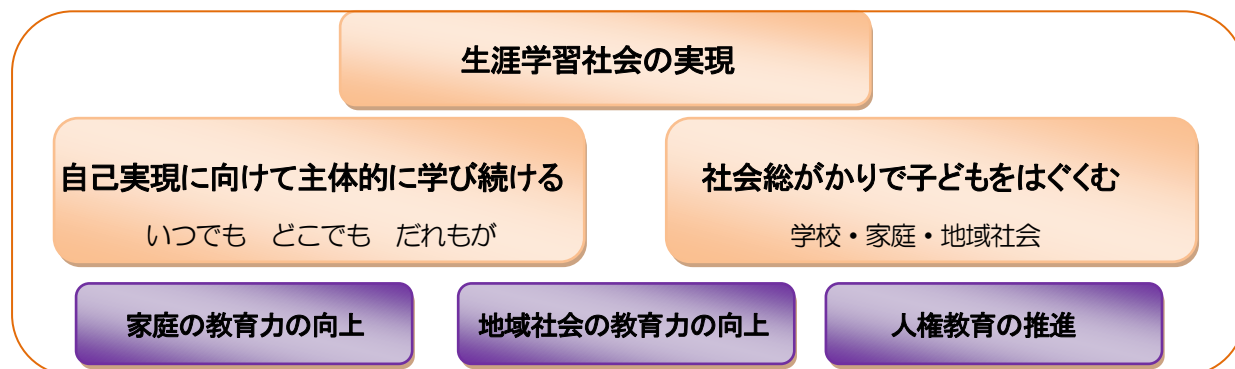 生涯学習社会の実現
自己実現に向けて主体的に学び続ける
いつでも　どこでも　だれもが
社会総がかりで子どもをはぐくむ
学校・家庭・地域社会
家庭の教育力の向上
地域社会の教育力の向上
人権教育の推進